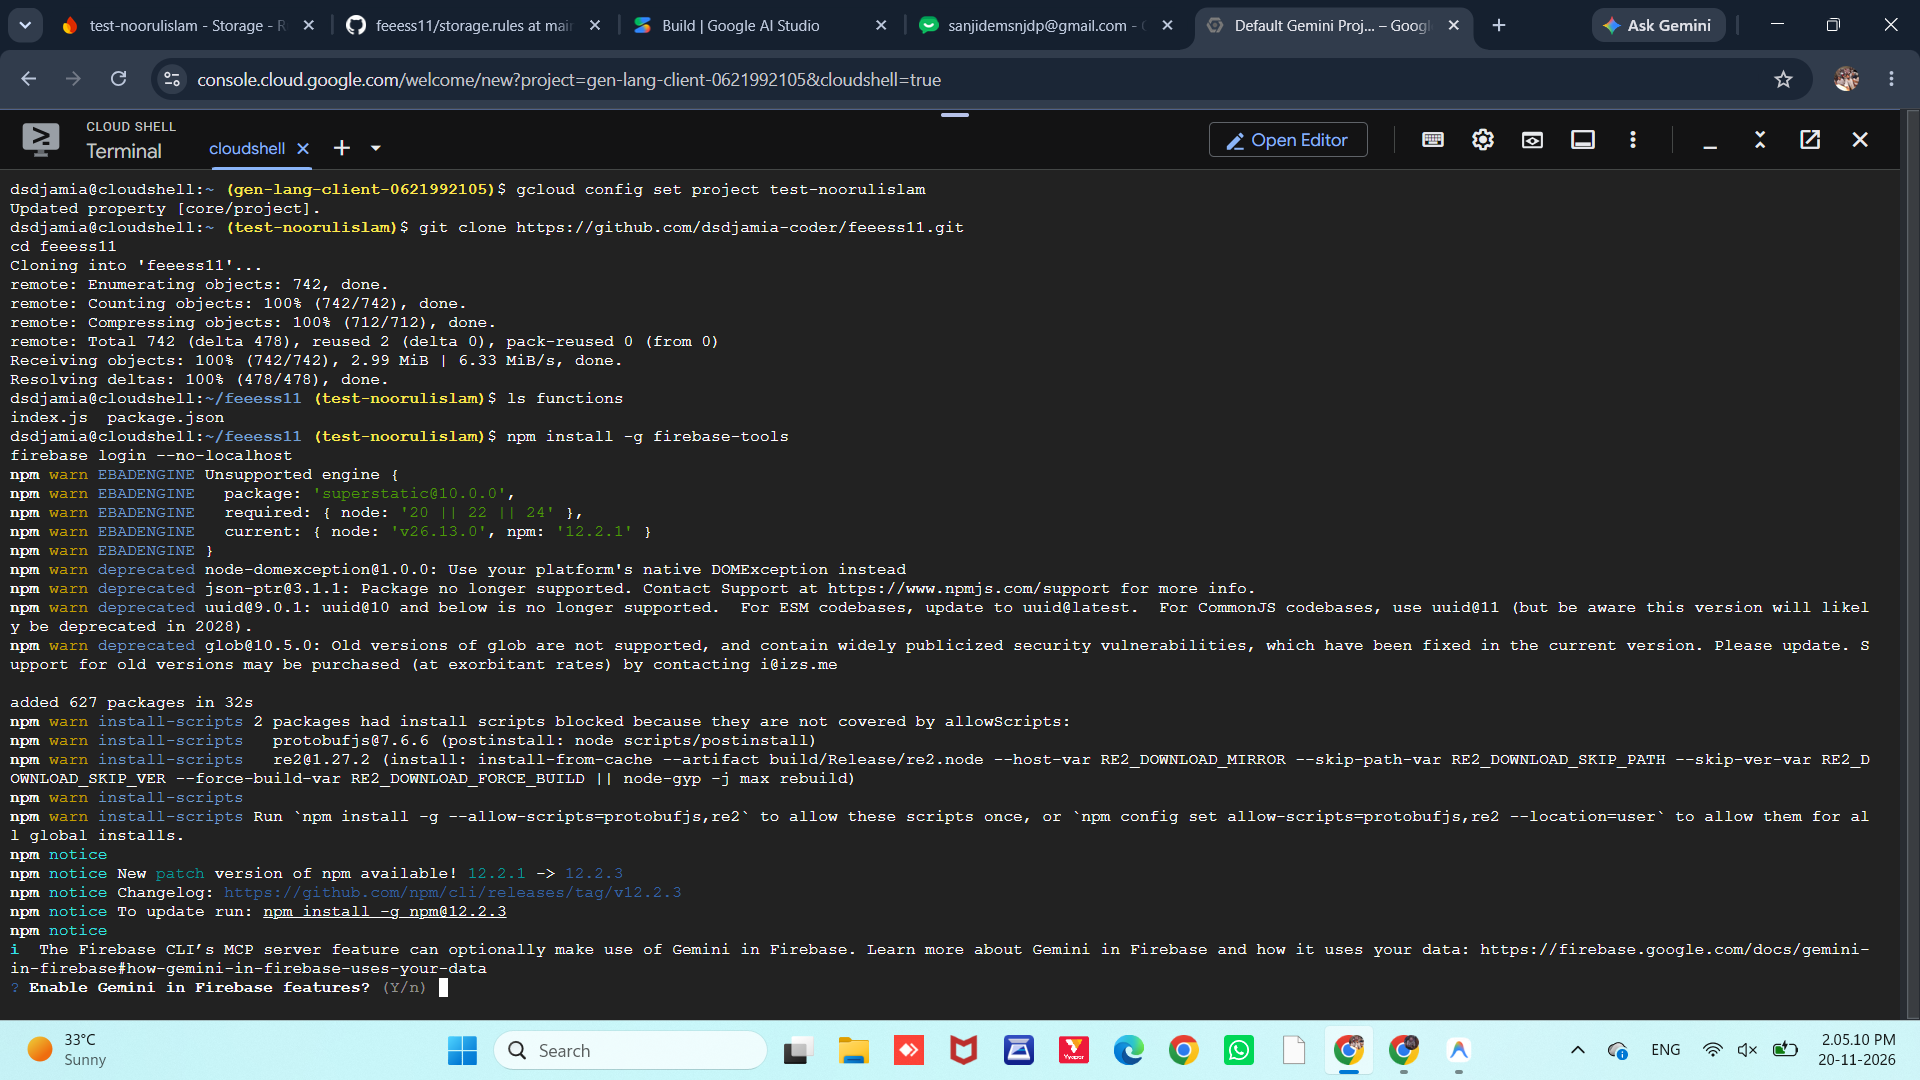 test-noorulislam - Storage - R
feeess11/storage.rules at main
Build | Google AI Studio
sanjidemsnjdp@gmail.com -
Default Gemini Proj... – Google
Ask Gemini
console.cloud.google.com/welcome/new?project=gen-lang-client-0621992105&cloudshell=true
CLOUD SHELL
Terminal
cloudshell
Open Editor
dsdjamia@cloudshell:~ (gen-lang-client-0621992105)$ gcloud config set project test-noorulislam
Updated property [core/project].
dsdjamia@cloudshell:~ (test-noorulislam)$ git clone https://github.com/dsdjamia-coder/feeess11.git
cd feeess11
Cloning into 'feeess11'...
remote: Enumerating objects: 742, done.
remote: Counting objects: 100% (742/742), done.
remote: Compressing objects: 100% (712/712), done.
remote: Total 742 (delta 478), reused 2 (delta 0), pack-reused 0 (from 0)
Receiving objects: 100% (742/742), 2.99 MiB | 6.33 MiB/s, done.
Resolving deltas: 100% (478/478), done.
dsdjamia@cloudshell:~/feeess11 (test-noorulislam)$ ls functions
index.js  package.json
dsdjamia@cloudshell:~/feeess11 (test-noorulislam)$ npm install -g firebase-tools
firebase login --no-localhost
npm warn EBADENGINE Unsupported engine {
npm warn EBADENGINE   package: 'superstatic@10.0.0',
npm warn EBADENGINE   required: { node: '20 || 22 || 24' },
npm warn EBADENGINE   current: { node: 'v26.13.0', npm: '12.2.1' }
npm warn EBADENGINE }
npm warn deprecated node-domexception@1.0.0: Use your platform's native DOMException instead
npm warn deprecated json-ptr@3.1.1: Package no longer supported. Contact Support at https://www.npmjs.com/support for more info.
npm warn deprecated uuid@9.0.1: uuid@10 and below is no longer supported.  For ESM codebases, update to uuid@latest.  For CommonJS codebases, use uuid@11 (but be aware this version will likel
y be deprecated in 2028).
npm warn deprecated glob@10.5.0: Old versions of glob are not supported, and contain widely publicized security vulnerabilities, which have been fixed in the current version. Please update. S
upport for old versions may be purchased (at exorbitant rates) by contacting i@izs.me
added 627 packages in 32s
npm warn install-scripts 2 packages had install scripts blocked because they are not covered by allowScripts:
npm warn install-scripts   protobufjs@7.6.6 (postinstall: node scripts/postinstall)
npm warn install-scripts   re2@1.27.2 (install: install-from-cache --artifact build/Release/re2.node --host-var RE2_DOWNLOAD_MIRROR --skip-path-var RE2_DOWNLOAD_SKIP_PATH --skip-ver-var RE2_D
OWNLOAD_SKIP_VER --force-build-var RE2_DOWNLOAD_FORCE_BUILD || node-gyp -j max rebuild)
npm warn install-scripts
npm warn install-scripts Run `npm install -g --allow-scripts=protobufjs,re2` to allow these scripts once, or `npm config set allow-scripts=protobufjs,re2 --location=user` to allow them for al
l global installs.
npm notice
npm notice New patch version of npm available! 12.2.1 -> 12.2.3
npm notice Changelog: https://github.com/npm/cli/releases/tag/v12.2.3
npm notice To update run: npm install -g npm@12.2.3
npm notice
i  The Firebase CLI’s MCP server feature can optionally make use of Gemini in Firebase. Learn more about Gemini in Firebase and how it uses your data: https://firebase.google.com/docs/gemini-
in-firebase#how-gemini-in-firebase-uses-your-data
? Enable Gemini in Firebase features? (Y/n)
33°C
Sunny
Search
ENG
2.05.10 PM
20-11-2026